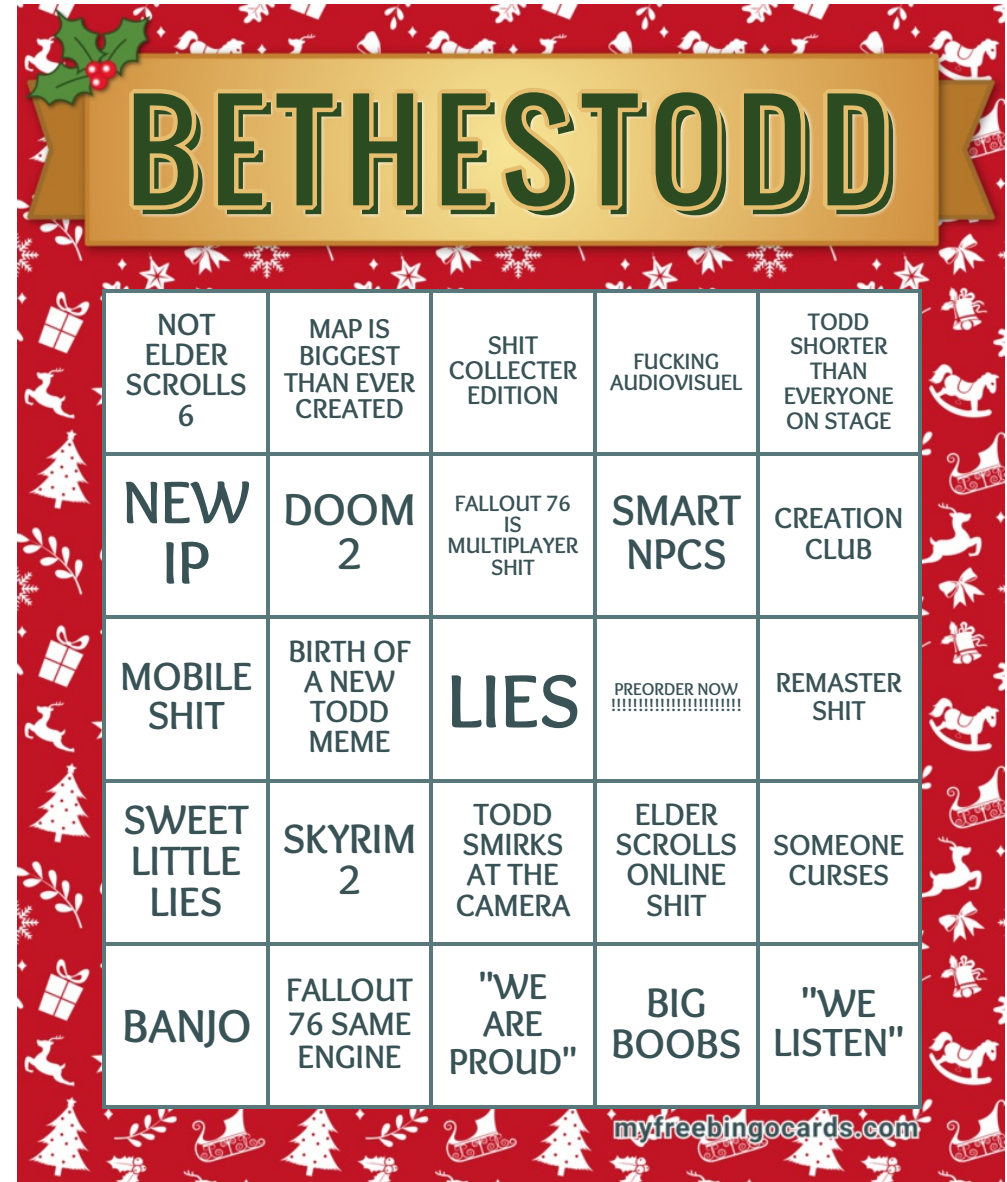 BETHESTODD
NOT
ELDER
SCROLLS
6
MAP IS
BIGGEST
THAN EVER
CREATED
SHIT
COLLECTER
EDITION
FUCKING
AUDIOVISUEL
TODD
SHORTER
THAN
EVERYONE
ON STAGE
NEW
IP
DOOM
2
FALLOUT 76
IS
MULTIPLAYER
SHIT
SMART
NPCS
CREATION
CLUB
MOBILE
SHIT
BIRTH OF
A NEW
TODD
MEME
LIES
PREORDER NOW
!!!!!!!!!!!!!!!!!!!!!!!!
REMASTER
SHIT
SWEET
LITTLE
LIES
SKYRIM
2
TODD
SMIRKS
AT THE
CAMERA
ELDER
SCROLLS
ONLINE
SHIT
SOMEONE
CURSES
BANJO
FALLOUT
76 SAME
ENGINE
"WE
ARE
PROUD"
BIG
BOOBS
"WE
LISTEN"
myfreebingocards.com